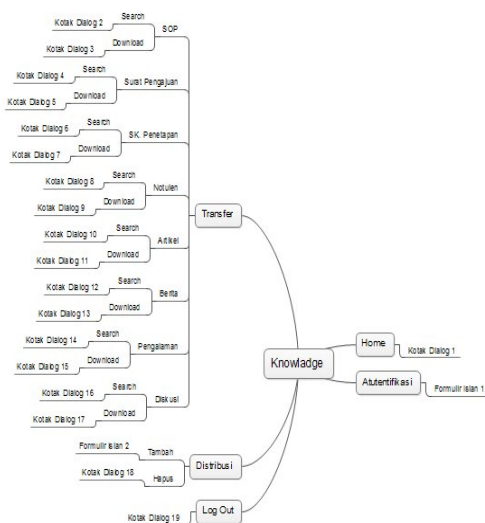 Kotak Dialog 2
Search
SOP
Kotak Dialog 3
Download
Kotak Dialog 4
Search
Surat Pengajuan
Kotak Dialog 5
Download
Kotak Dialog 6
Search
SK. Penetapan
Kotak Dialog 7
Download
Kotak Dialog 8
Search
Notulen
Kotak Dialog 9
Download
Transfer
Kotak Dialog 10
Search
Artikel
Kotak Dialog 11
Download
Kotak Dialog 12
Search
Berita
Kotak Dialog 13
Download
Kotak Dialog 14
Search
Pengalaman
Kotak Dialog 15
Download
Kotak Dialog 16
Search
Diskusi
Kotak Dialog 17
Download
Knowladge
Home
Kotak Dialog 1
Atutentifikasi
Formulir Isian 1
Formulir Isian 2
Tambah
Distribusi
Kotak Dialog 18
Hapus
Log Out
Kotak Dialog 19